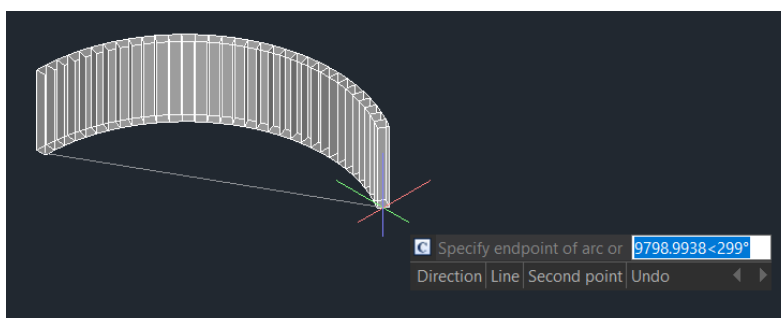 C Specify endpoint of arc or 9798.9938<299°
Direction Line Second point Undo